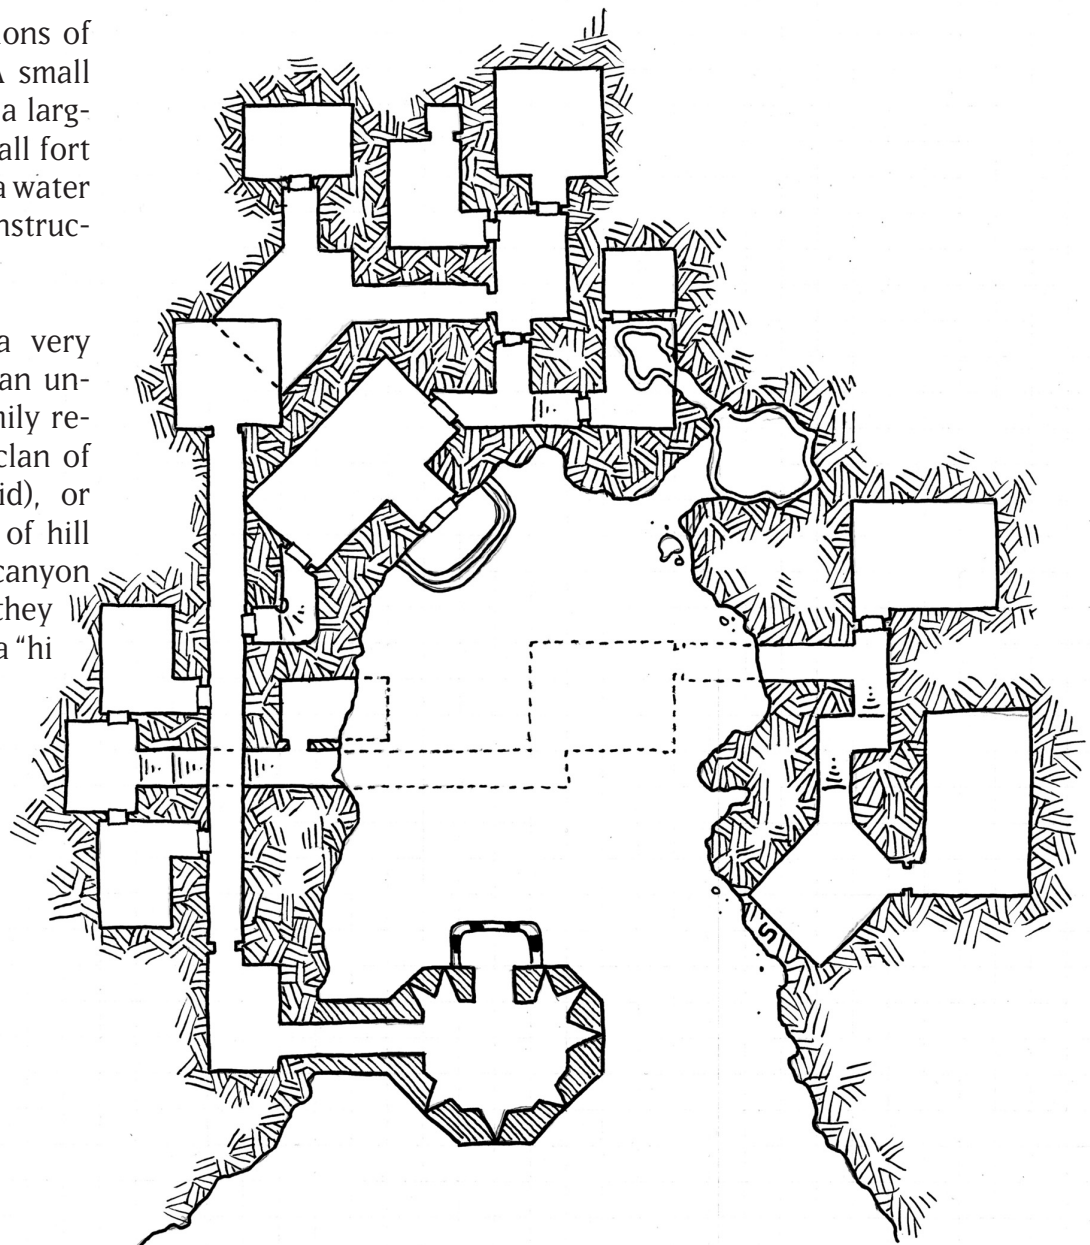 ons of
A small
a larg-
all fort
a water
nstruc-
a very
an un-
mily re-
clan of
id), or
of hill
canyon
they
a “hi
S